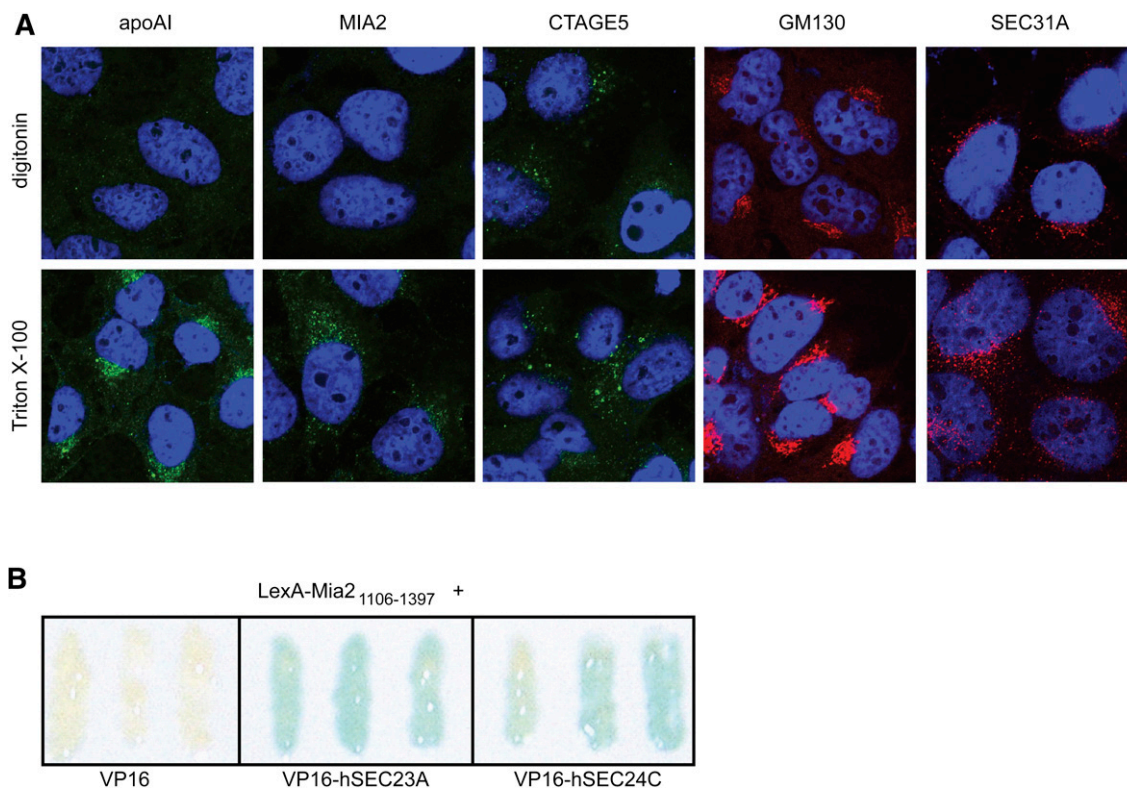 A
apoAI MIA2 CTAGE5 GM130 SEC31A
digitonin
Triton X-100
B
LexA-Mia2 1106-1397 +
VP16 VP16-hSEC23A VP16-hSEC24C